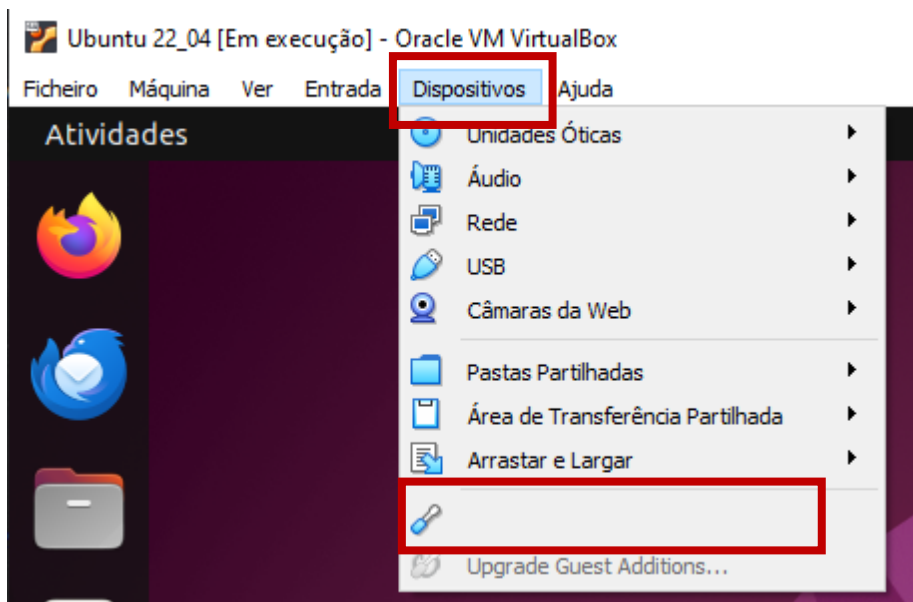 Ubuntu 22_04 [Em execução] - Oracle VM VirtualBox
Ficheiro Máquina Ver Entrada Dispositivos Ajuda
Atividades
Unidades Óticas
Áudio
Rede
USB
Câmaras da Web
Pastas Partilhadas
Área de Transferência Partilhada
Arrastar e Largar
Upgrade Guest Additions...